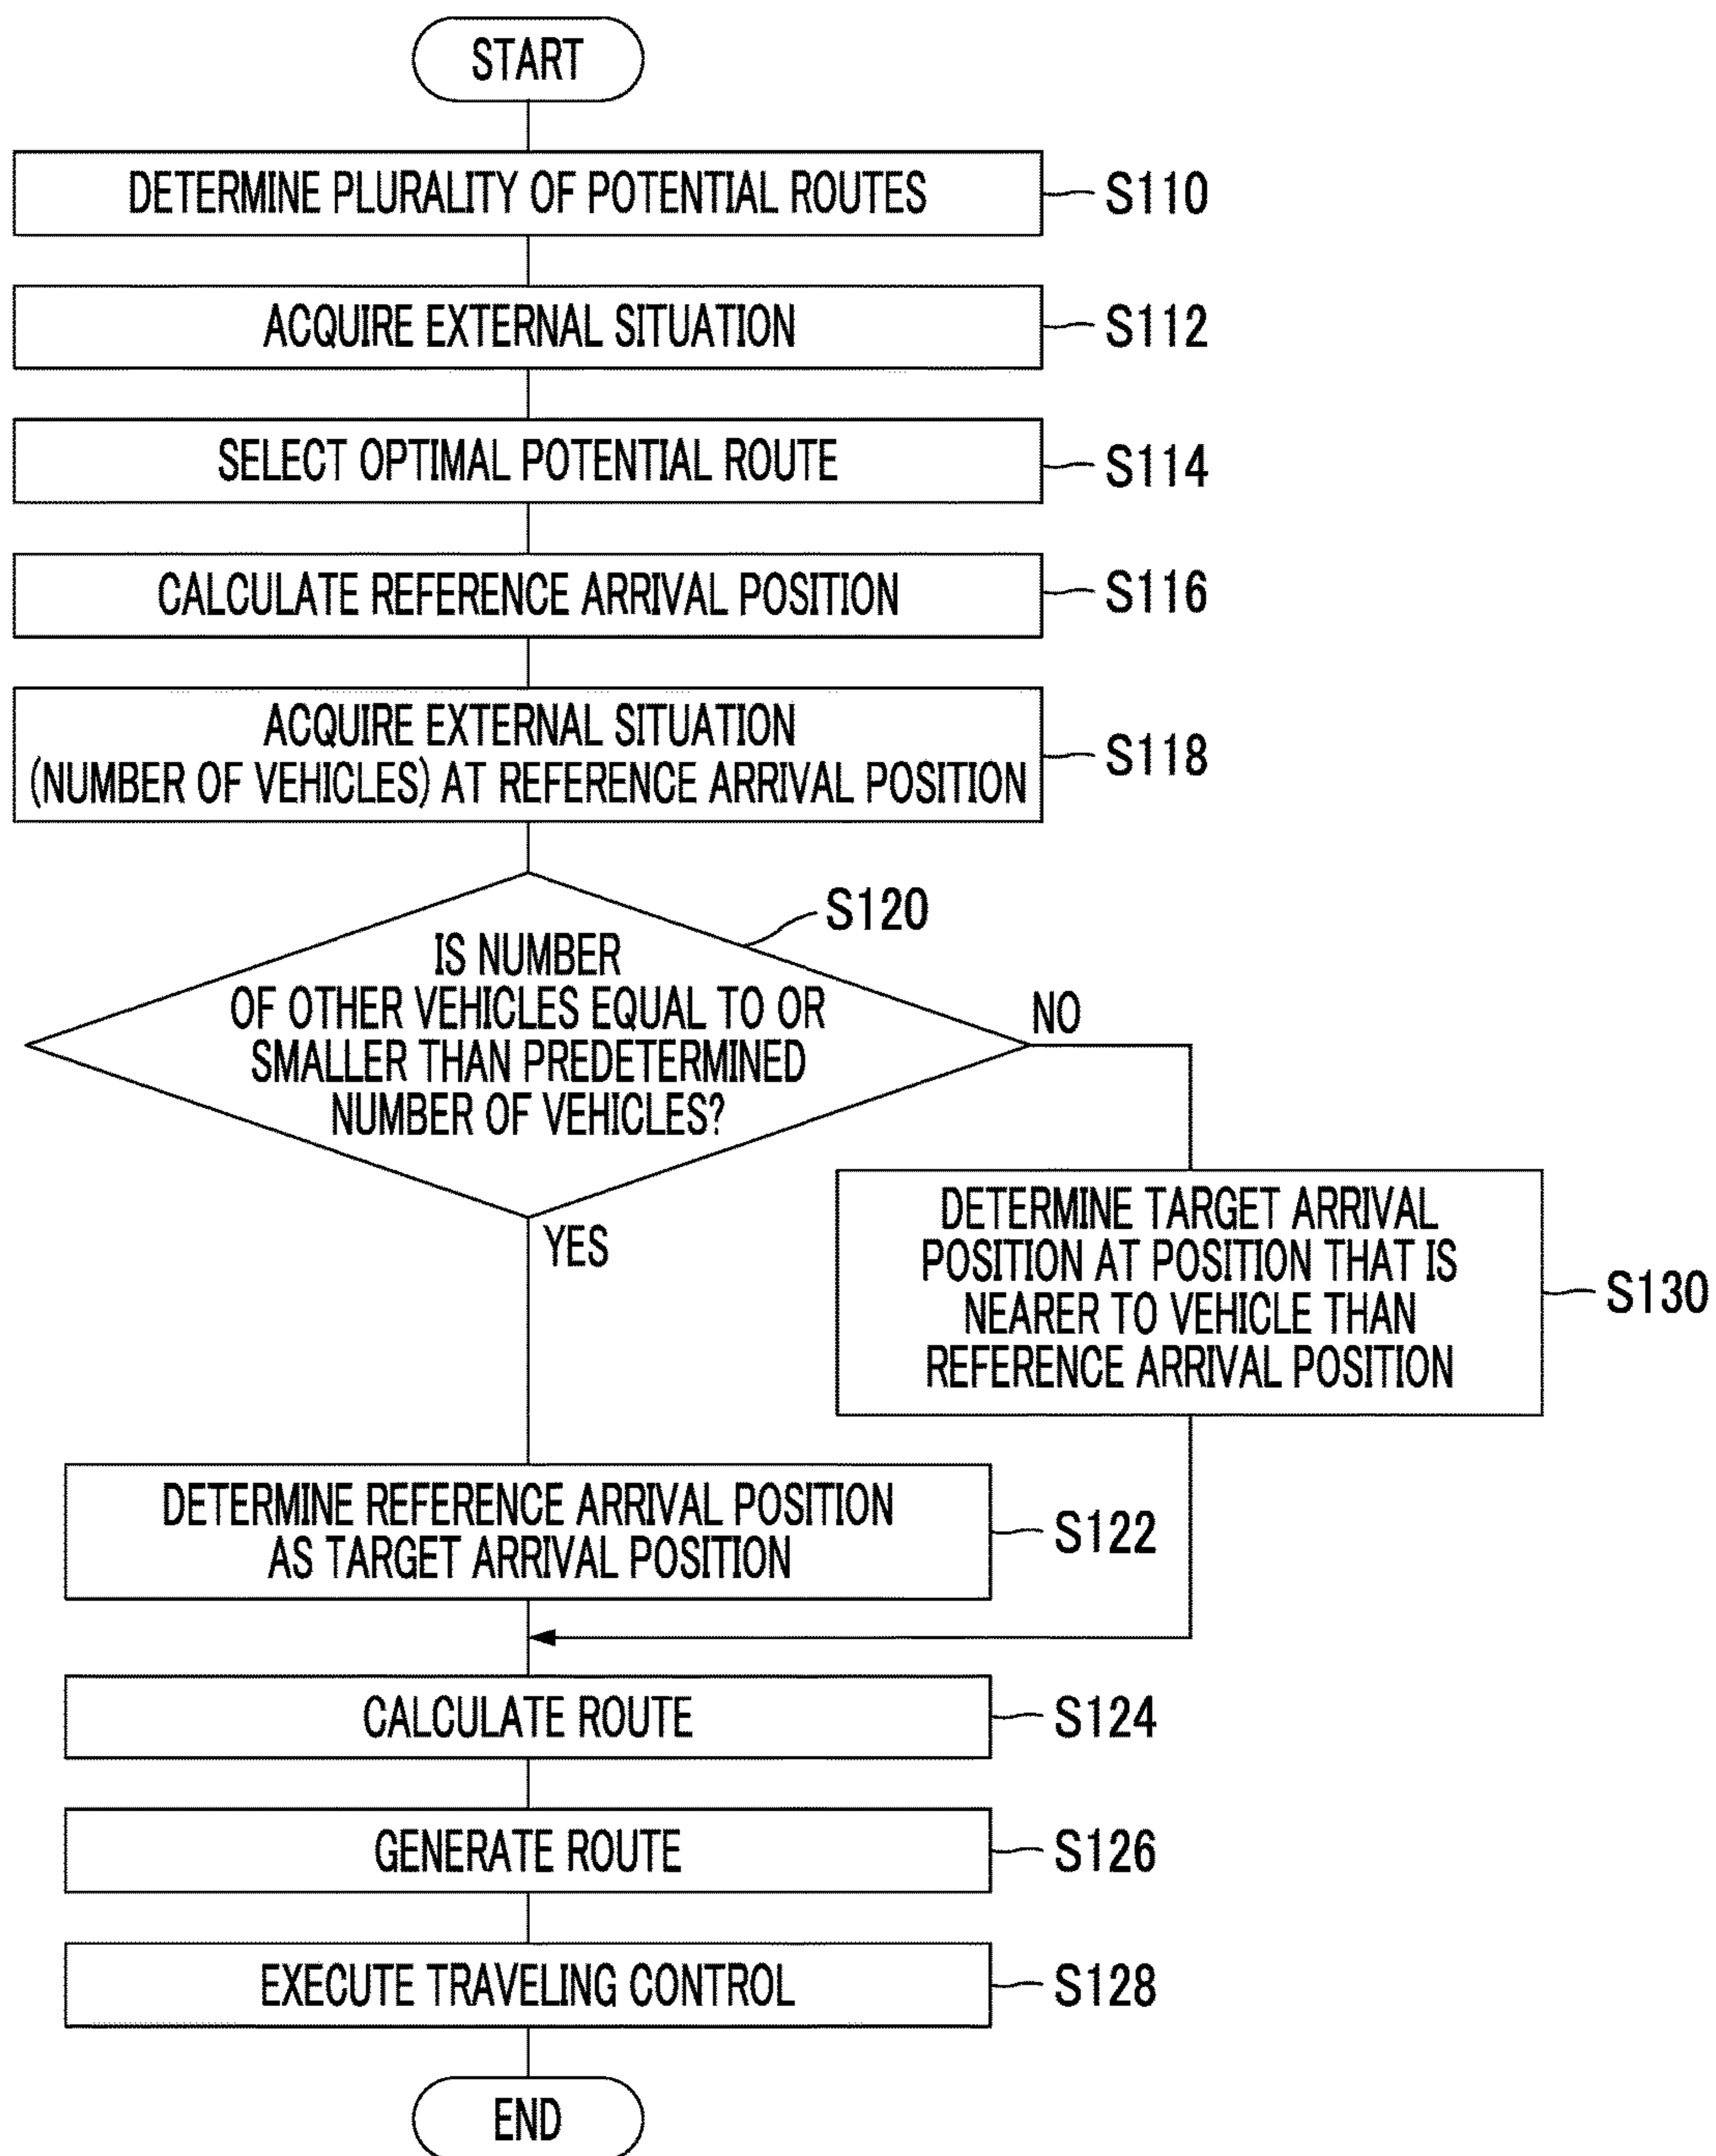 START
DETERMINE PLURALITY OF POTENTIAL ROUTES
S110
ACQUIRE EXTERNAL SITUATION
S112
SELECT OPTIMAL POTENTIAL ROUTE
S114
CALCULATE REFERENCE ARRIVAL POSITION
S116
ACQUIRE EXTERNAL SITUATION
(NUMBER OF VEHICLES) AT REFERENCE ARRIVAL POSITION
S118
S120
IS NUMBER
OF OTHER VEHICLES EQUAL TO OR
SMALLER THAN PREDETERMINED
NUMBER OF VEHICLES?
NO
YES
DETERMINE TARGET ARRIVAL
POSITION AT POSITION THAT IS
NEARER TO VEHICLE THAN
REFERENCE ARRIVAL POSITION
S130
DETERMINE REFERENCE ARRIVAL POSITION
AS TARGET ARRIVAL POSITION
S122
CALCULATE ROUTE
S124
GENERATE ROUTE
S126
EXECUTE TRAVELING CONTROL
S128
END